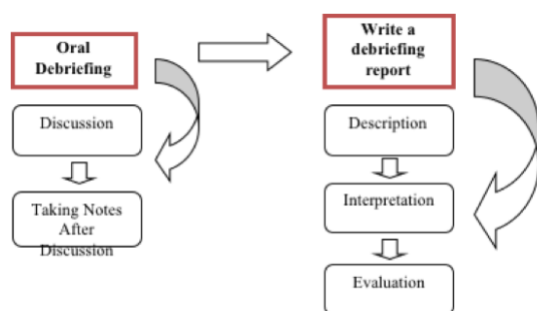 Oral
Debriefing
Discussion
Taking Notes
After
Discussion
Write a
debriefing
report
Description
Interpretation
Evaluation